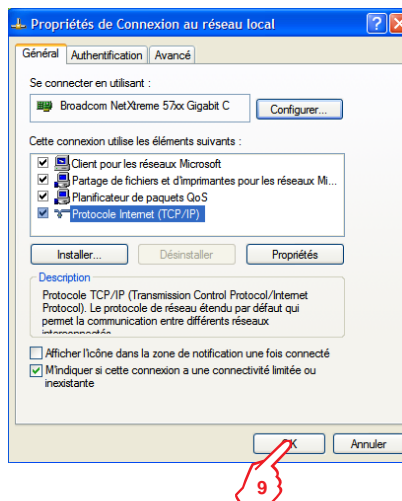 Propriétés de Connexion au réseau local
Général Authentification Avancé
Se connecter en utilisant :
Broadcom NetXtreme 57xx Gigabit C
Configurer...
Cette connexion utilise les éléments suivants :
Client pour les réseaux Microsoft
Partage de fichiers et d'imprimantes pour les réseaux Mi...
Planificateur de paquets QoS
Protocole Internet (TCP/IP)
Installer... Désinstaller Propriétés
Description
Protocole TCP/IP (Transmission Control Protocol/Internet
Protocol). Le protocole de réseau étendu par défaut qui
permet la communication entre différents réseaux
interconnectés
Afficher l'icône dans la zone de notification une fois connecté
M'indiquer si cette connexion a une connectivité limitée ou
inexistante
OK Annuler
9